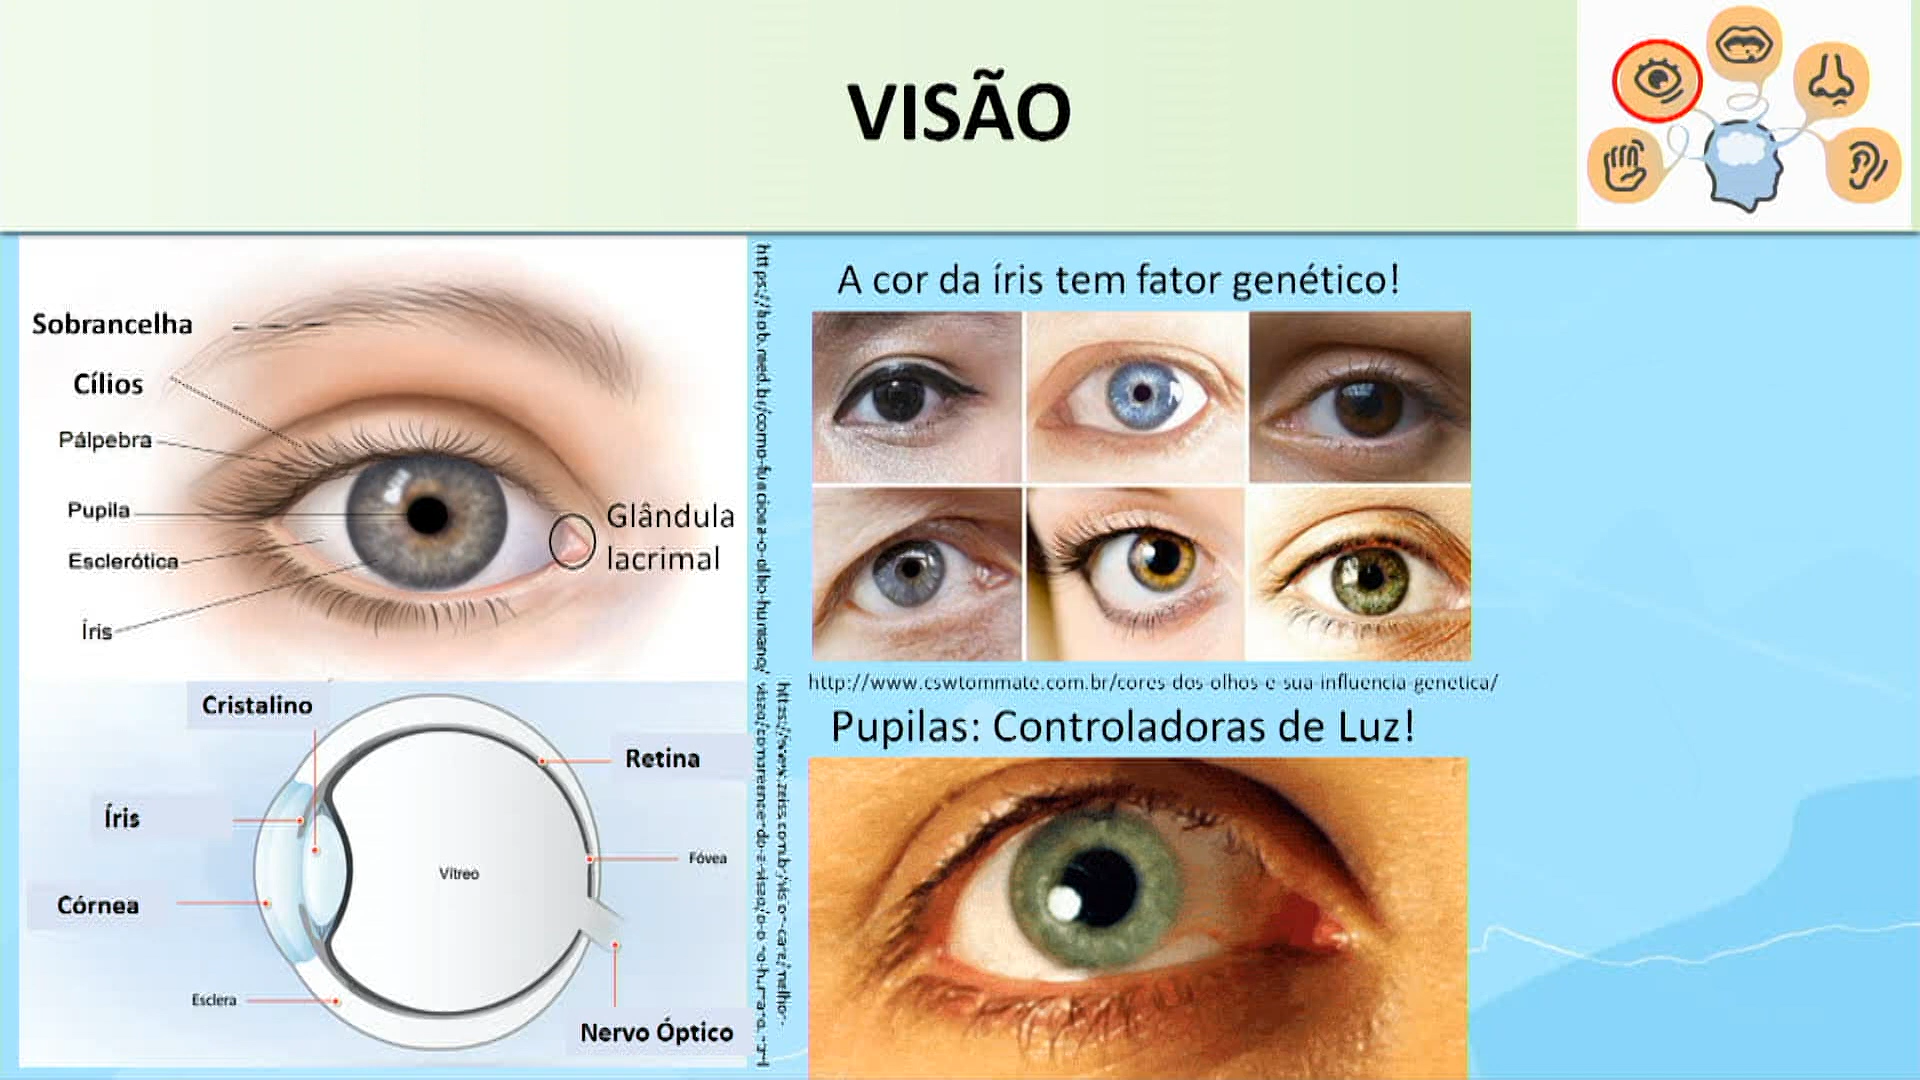 VISÃO
Sobrancelha
Cílios
Pálpebra
Pupila
Esclerótica
Íris
Glândula
lacrimal
Cristalino
Íris
Córnea
Esclera
Vítreo
Retina
Fóvea
Nervo Óptico
A cor da íris tem fator genético!
http://www.cswtommate.com.br/cores-dos-olhos-e-sua-influencia-genetica/
Pupilas: Controladoras de Luz!